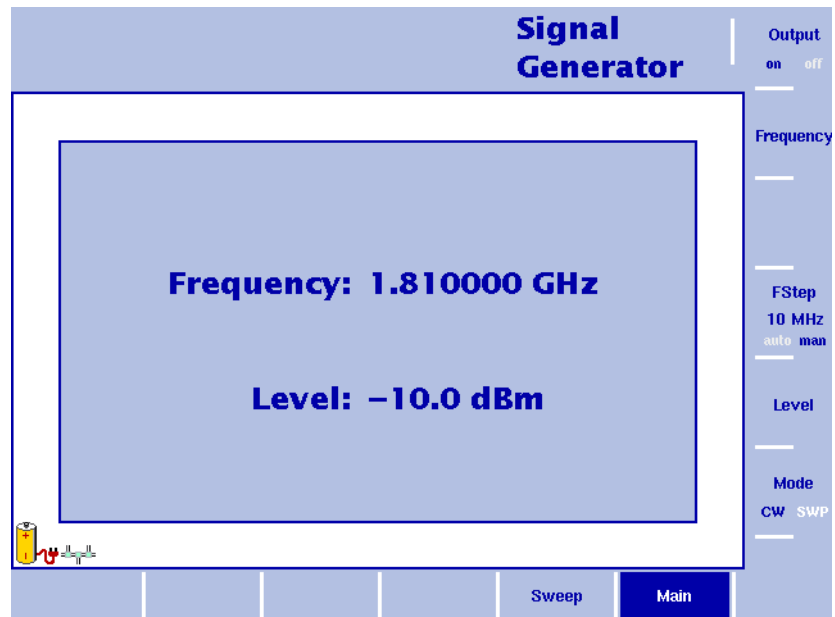 Signal
Generator
Output
on off
Frequency
Frequency: 1.810000 GHz
FStep
10 MHz
auto man
Level: −10.0 dBm
Level
Mode
CW SWP
Sweep Main